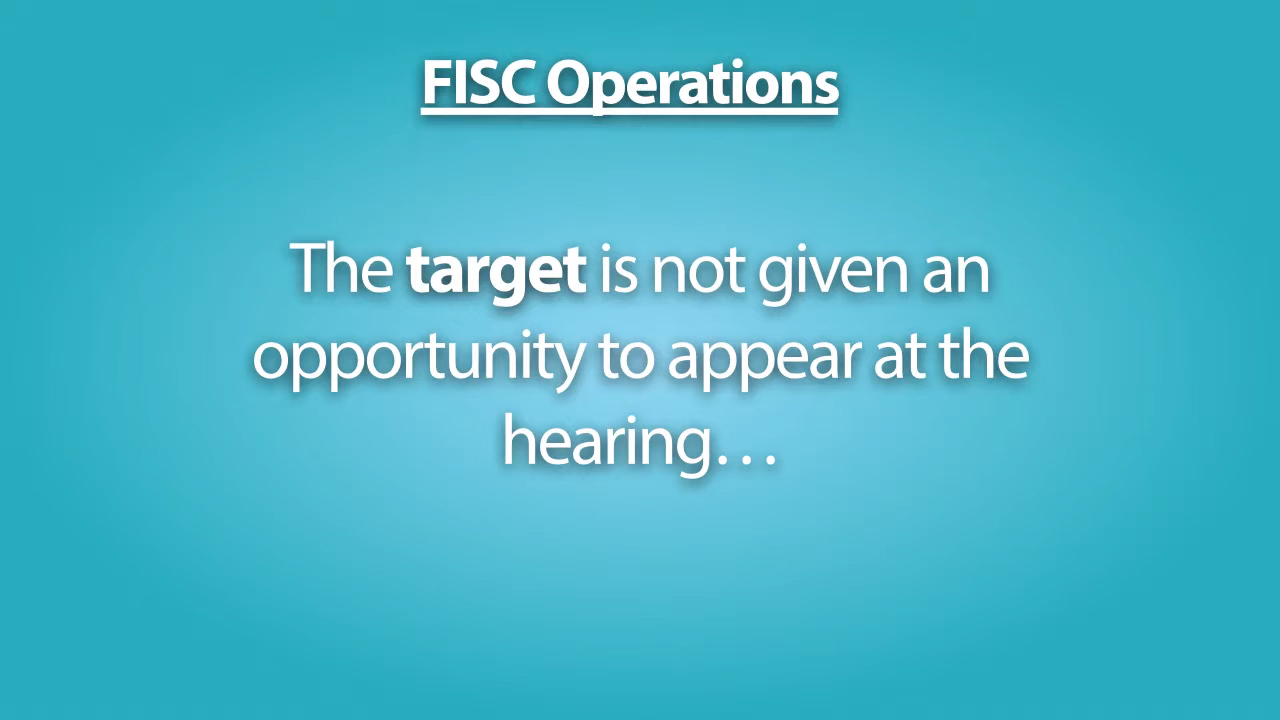 FISC Operations
The target is not given an
opportunity to appear at the
hearing…